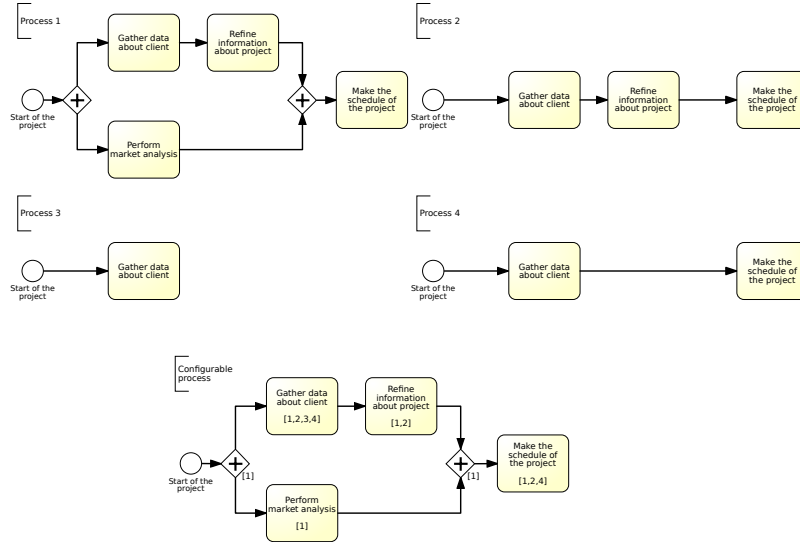 Process 1
Gather data
about client
Refine
information
about project
Make the
schedule of
the project
Start of the
project
Perform
market analysis
Process 2
Start of the
project
Gather data
about client
Refine
information
about project
Make the
schedule of
the project
Process 3
Start of the
project
Gather data
about client
Process 4
Start of the
project
Gather data
about client
Make the
schedule of
the project
Configurable
process
Start of the
project
[1]
Gather data
about client
[1,2,3,4]
Refine
information
about project
[1,2]
Perform
market analysis
[1]
[1]
Make the
schedule of
the project
[1,2,4]